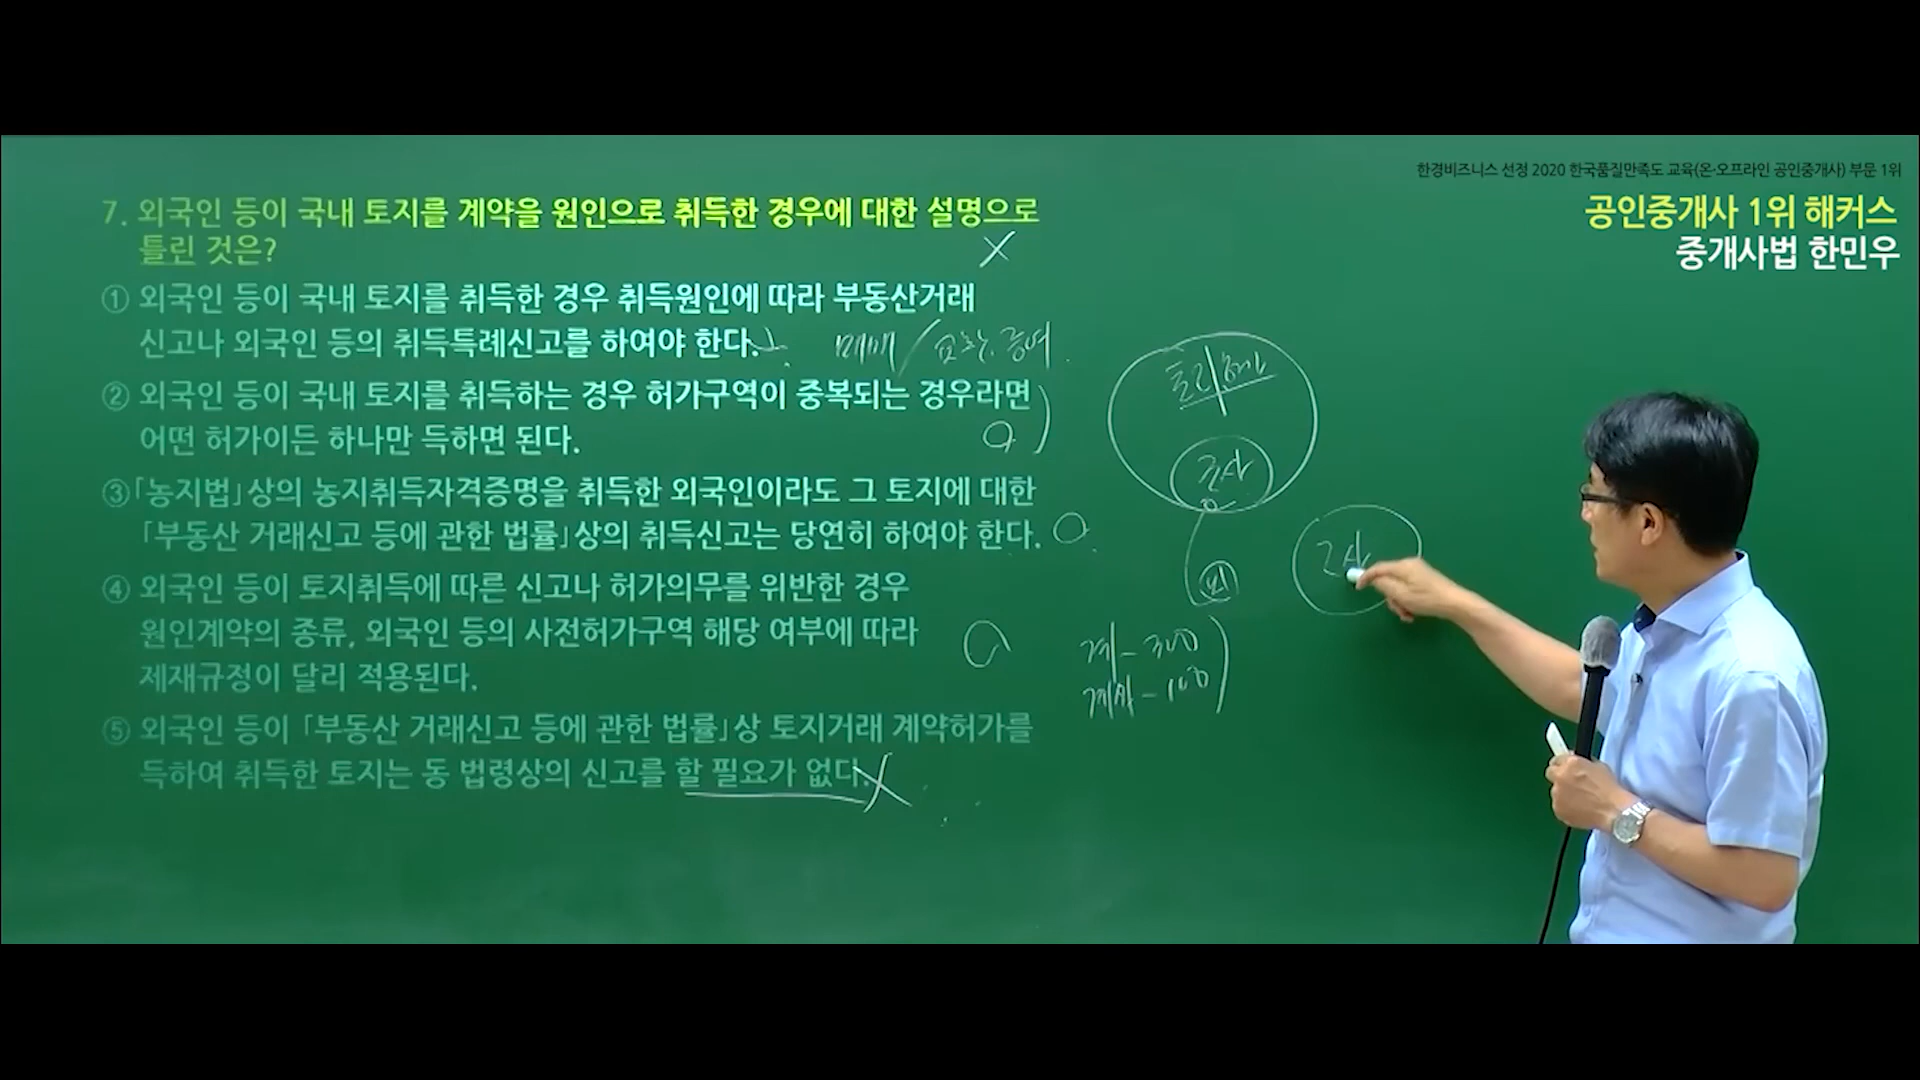 한경비즈니스 선정 2020 한국품질만족도 교육(온·오프라인 공인중개사) 부문 1위
공인중개사 1위 해커스
중개사법 한민우
7. 외국인 등이 국내 토지를 계약을 원인으로 취득한 경우에 대한 설명으로
틀린 것은?
X
① 외국인 등이 국내 토지를 취득한 경우 취득원인에 따라 부동산거래
신고나 외국인 등의 취득특례신고를 하여야 한다.
매매 / 교환. 증여
② 외국인 등이 국내 토지를 취득하는 경우 허가구역이 중복되는 경우라면
어떤 허가이든 하나만 득하면 된다.
③ 「농지법」상의 농지취득자격증명을 취득한 외국인이라도 그 토지에 대한
「부동산 거래신고 등에 관한 법률」상의 취득신고는 당연히 하여야 한다.
④ 외국인 등이 토지취득에 따른 신고나 허가의무를 위반한 경우
원인계약의 종류, 외국인 등의 사전허가구역 해당 여부에 따라
제재규정이 달리 적용된다.
⑤ 외국인 등이 「부동산 거래신고 등에 관한 법률」상 토지거래 계약허가를
득하여 취득한 토지는 동 법령상의 신고를 할 필요가 없다.
X
토지허가
군사
외
계 - 300